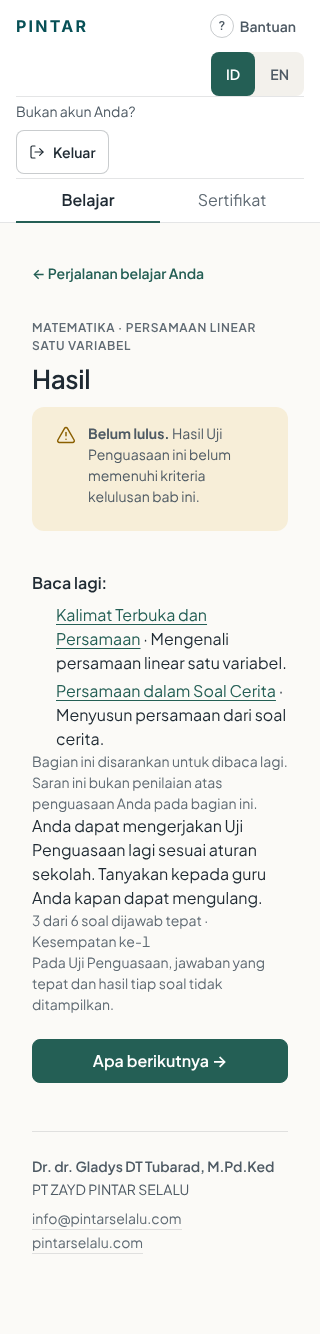 PINTAR
? Bantuan
ID EN
Bukan akun Anda?
Keluar
Belajar Sertifikat
← Perjalanan belajar Anda
MATEMATIKA · PERSAMAAN LINEAR
SATU VARIABEL
Hasil
Belum lulus. Hasil Uji
Penguasaan ini belum
memenuhi kriteria
kelulusan bab ini.
Baca lagi:
Kalimat Terbuka dan
Persamaan · Mengenali
persamaan linear satu variabel.
Persamaan dalam Soal Cerita ·
Menyusun persamaan dari soal
cerita.
Bagian ini disarankan untuk dibaca lagi.
Saran ini bukan penilaian atas
penguasaan Anda pada bagian ini.
Anda dapat mengerjakan Uji
Penguasaan lagi sesuai aturan
sekolah. Tanyakan kepada guru
Anda kapan dapat mengulang.
3 dari 6 soal dijawab tepat ·
Kesempatan ke-1
Pada Uji Penguasaan, jawaban yang
tepat dan hasil tiap soal tidak
ditampilkan.
Apa berikutnya →
Dr. dr. Gladys DT Tubarad, M.Pd.Ked
PT ZAYD PINTAR SELALU
info@pintarselalu.com
pintarselalu.com